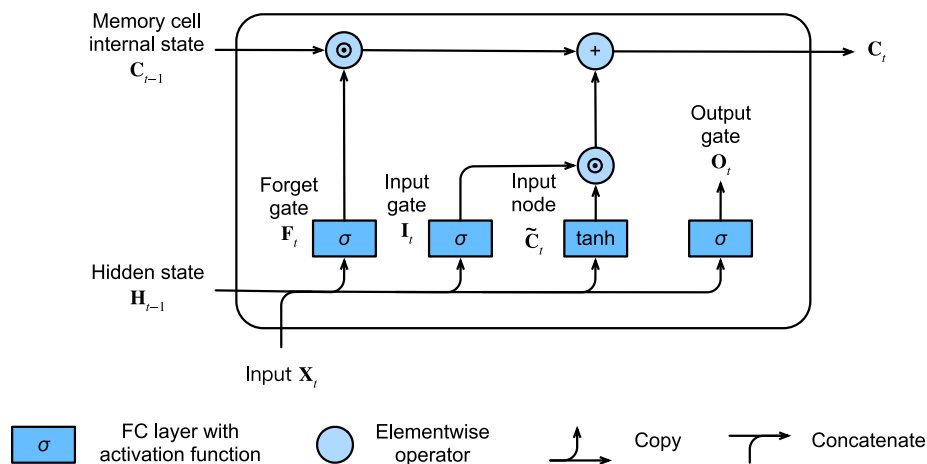 Memory cell
internal state
C_{t−1}
⊙
+
C_t
Output
gate
O_t
⊙
Forget
gate
F_t
Input
gate
I_t
Input
node
C̃_t
σ
σ
tanh
σ
Hidden state
H_{t−1}
Input X_t
σ
FC layer with
activation function
Elementwise
operator
Copy
Concatenate